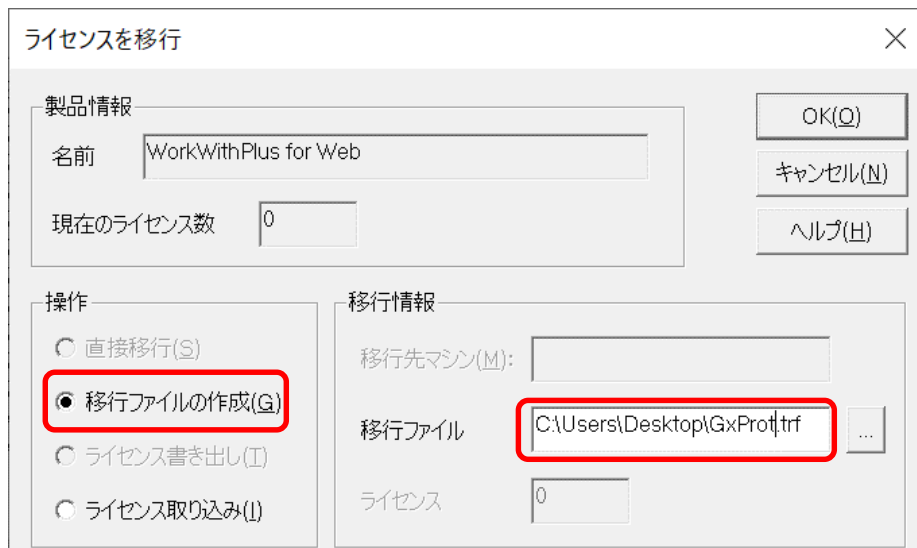 ライセンスを移行
製品情報
名前 WorkWithPlus for Web
現在のライセンス数 0
OK(O)
キャンセル(N)
ヘルプ(H)
操作
直接移行(S)
移行ファイルの作成(G)
ライセンス書き出し(T)
ライセンス取り込み(I)
移行情報
移行先マシン(M):
移行ファイル C:\Users\Desktop\GxProt.trf ...
ライセンス 0